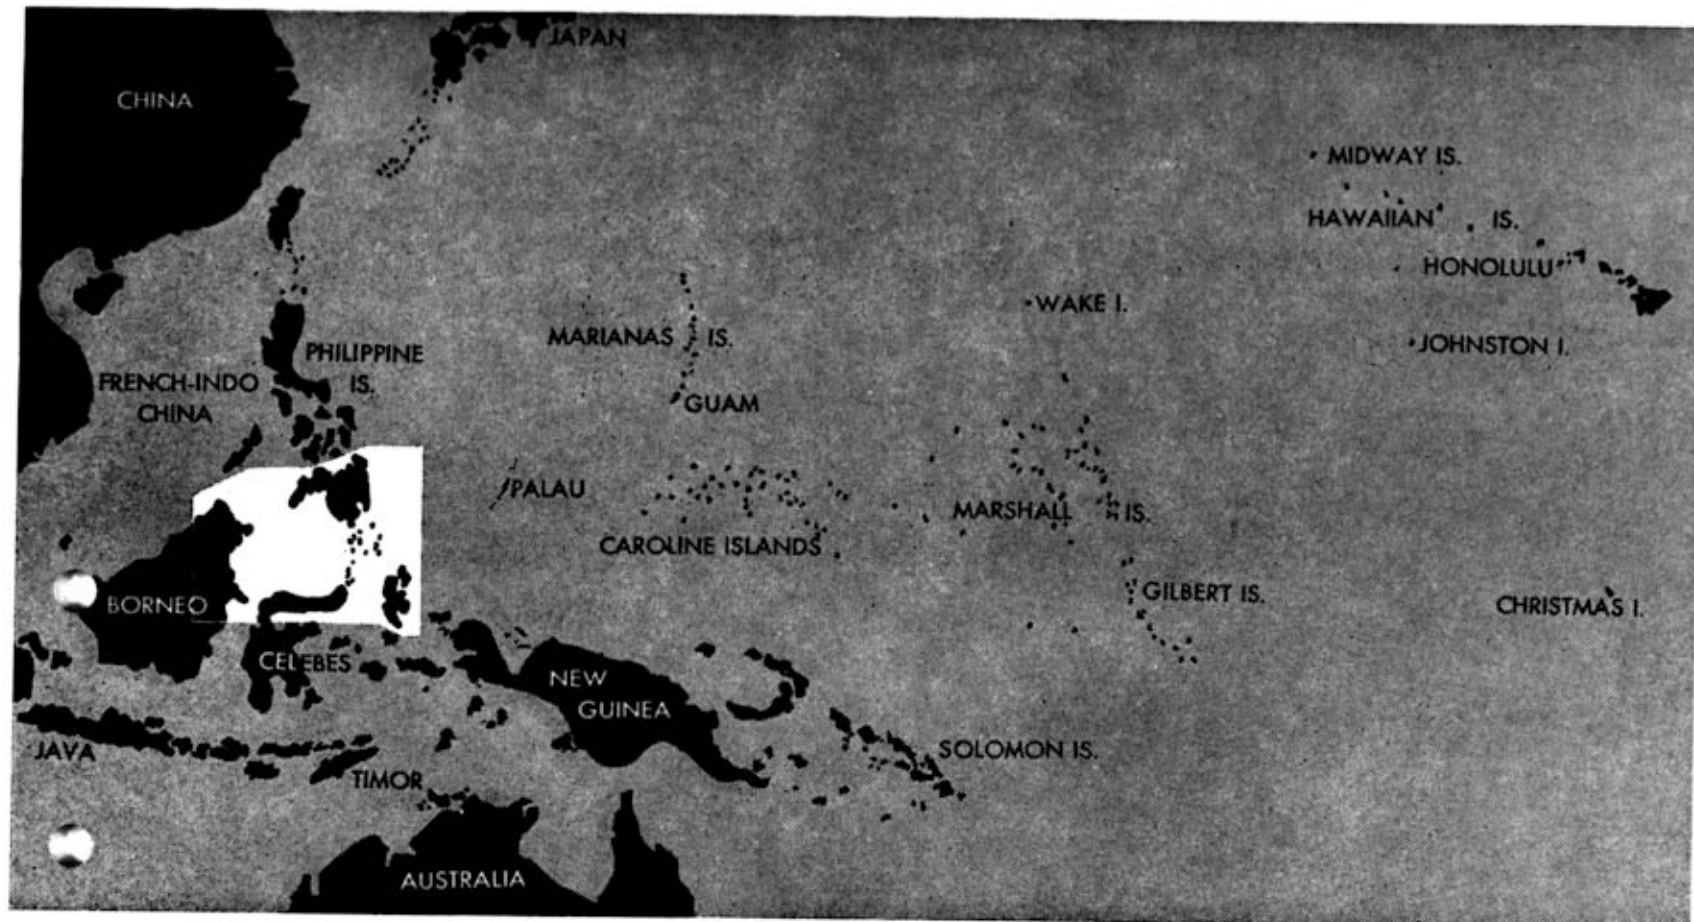 JAPAN
CHINA
MIDWAY IS.
HAWAIIAN IS.
HONOLULU
WAKE I.
MARIANAS IS.
JOHNSTON I.
PHILIPPINE
IS.
FRENCH-INDO
CHINA
GUAM
PALAU
MARSHALL IS.
CAROLINE ISLANDS
GILBERT IS.
CHRISTMAS I.
BORNEO
CELEBES
NEW
GUINEA
JAVA
SOLOMON IS.
TIMOR
AUSTRALIA